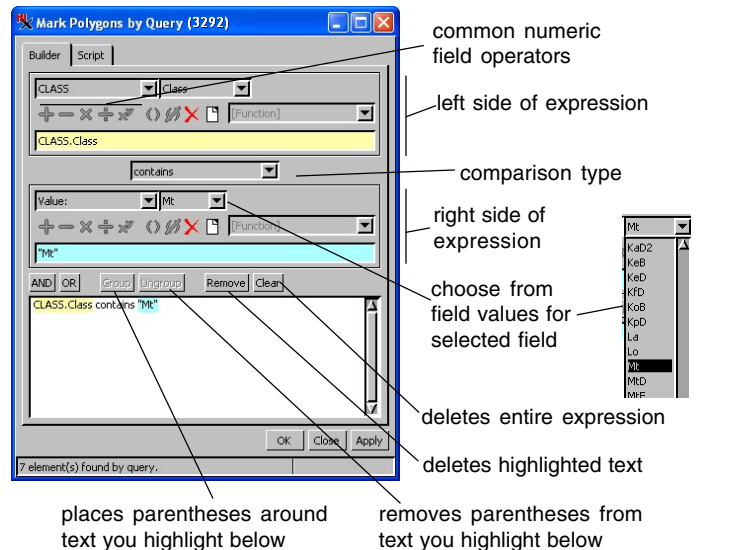 Mark Polygons by Query (3292)
Builder
Script
common numeric
field operators
CLASS
Class
[Function]
left side of expression
CLASS.Class
contains
comparison type
Value:
Mt
[Function]
right side of
expression
"Mt"
AND
OR
Group
Ungroup
Remove
Clear
choose from
field values for
selected field
CLASS.Class contains "Mt"
Mt
KaD2
KeB
KeD
KfD
KoB
KpD
La
Lo
Mt
MtD
MtE
deletes entire expression
OK
Close
Apply
deletes highlighted text
7 element(s) found by query.
places parentheses around
text you highlight below
removes parentheses from
text you highlight below